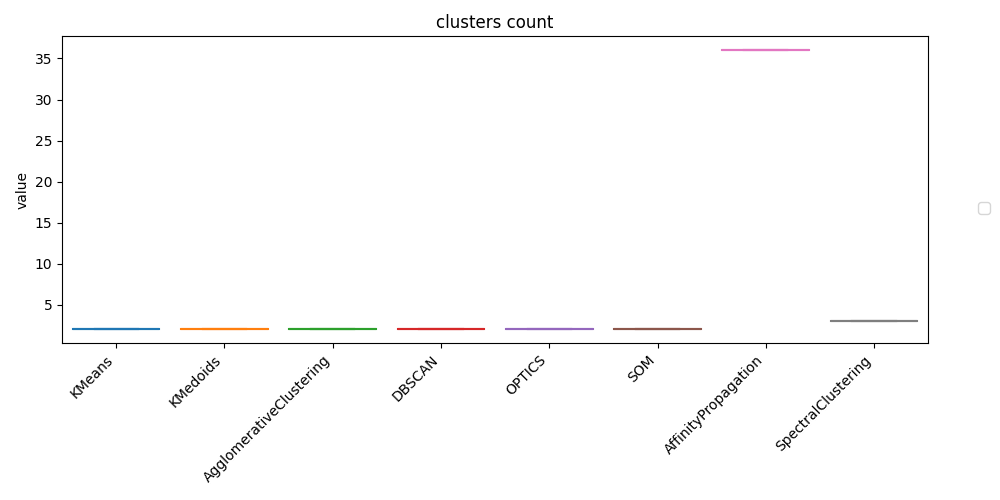 clusters count
value
35
30
25
20
15
10
5
KMeans
KMedoids
AgglomerativeClustering
DBSCAN
OPTICS
SOM
AffinityPropagation
SpectralClustering